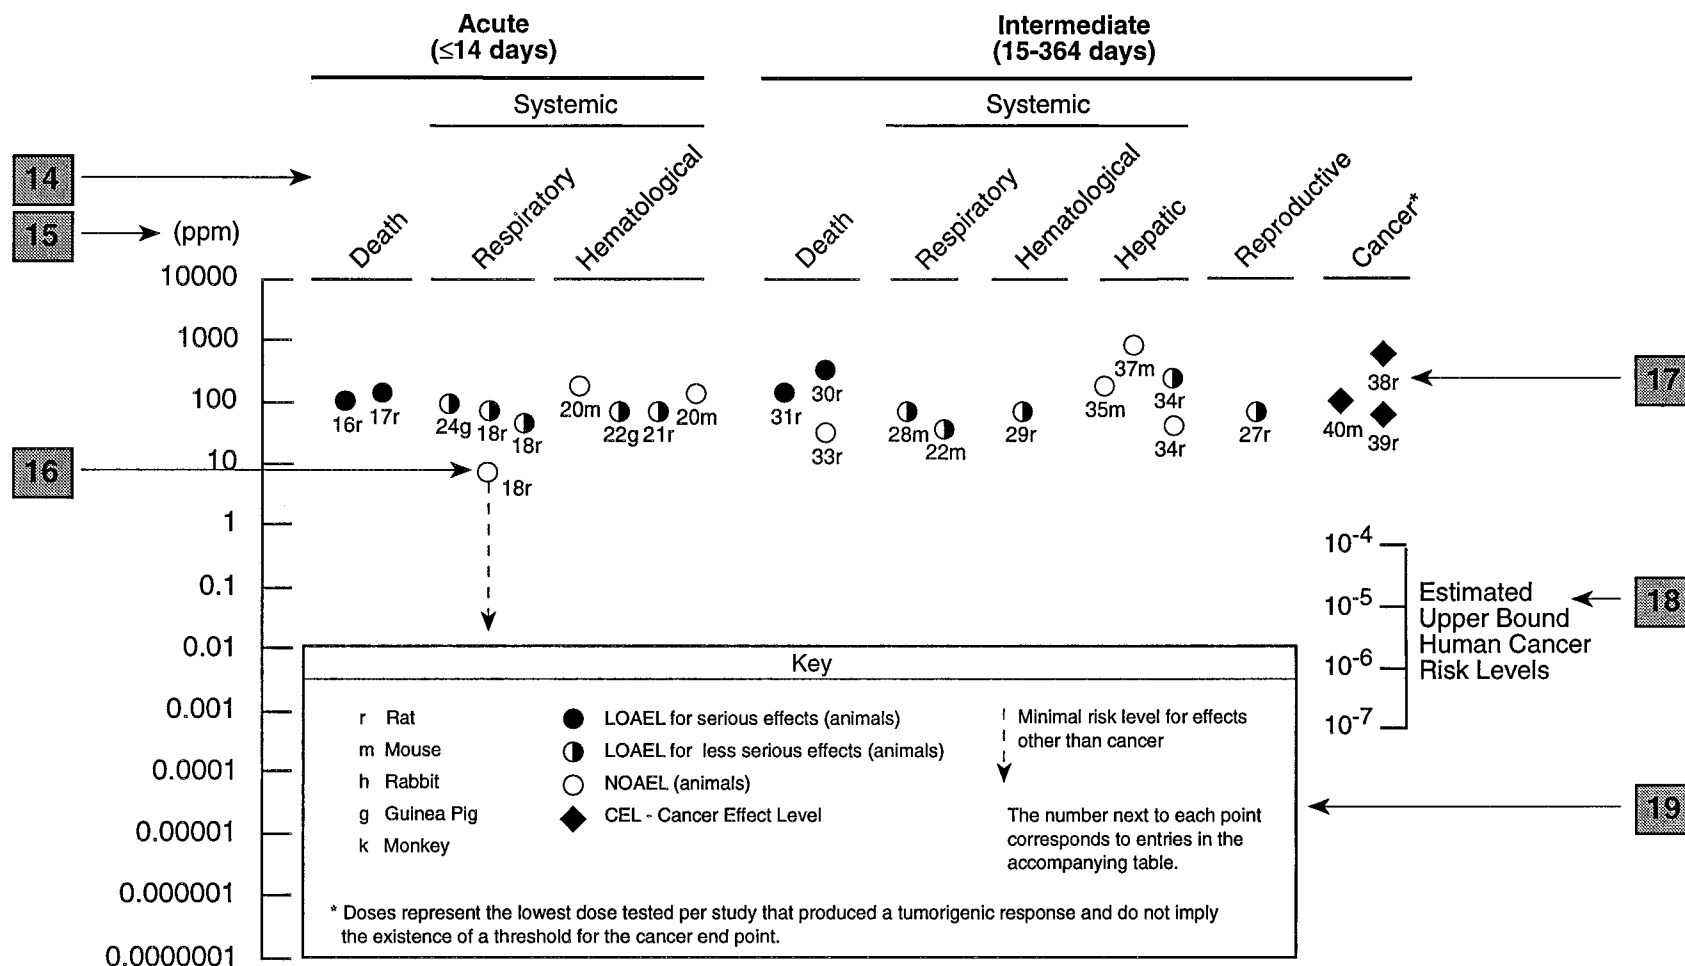 Acute
(≤14 days)
Intermediate
(15-364 days)
Systemic
Systemic
14
15
(ppm)
Death
Respiratory
Hematological
Death
Respiratory
Hematological
Hepatic
Reproductive
Cancer*
10000
1000
100
10
1
0.1
0.01
0.001
0.0001
0.00001
0.000001
0.0000001
16r
17r
24g
18r
18r
18r
20m
22g
21r
20m
31r
30r
33r
28m
22m
29r
37m
35m
34r
34r
27r
40m
38r
39r
16
17
18
19
10⁻⁴
10⁻⁵
10⁻⁶
10⁻⁷
Estimated
Upper Bound
Human Cancer
Risk Levels
Key
r Rat
m Mouse
h Rabbit
g Guinea Pig
k Monkey
LOAEL for serious effects (animals)
LOAEL for less serious effects (animals)
NOAEL (animals)
CEL - Cancer Effect Level
Minimal risk level for effects
other than cancer
The number next to each point
corresponds to entries in the
accompanying table.
* Doses represent the lowest dose tested per study that produced a tumorigenic response and do not imply
the existence of a threshold for the cancer end point.